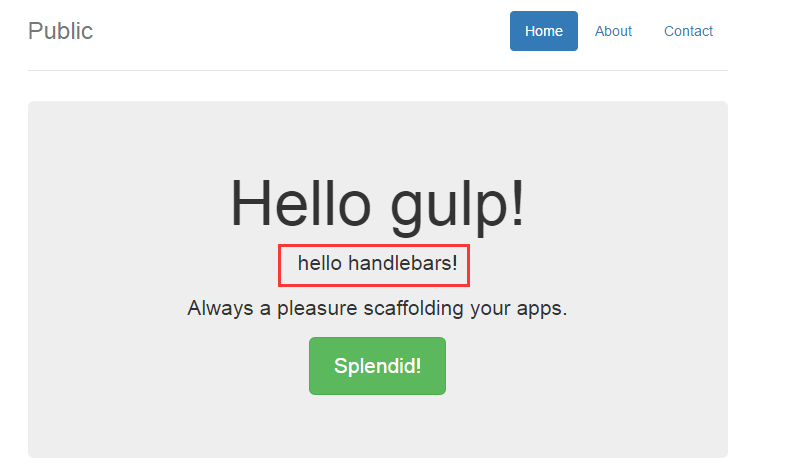 Public
Home About Contact
Hello gulp!
hello handlebars!
Always a pleasure scaffolding your apps.
Splendid!